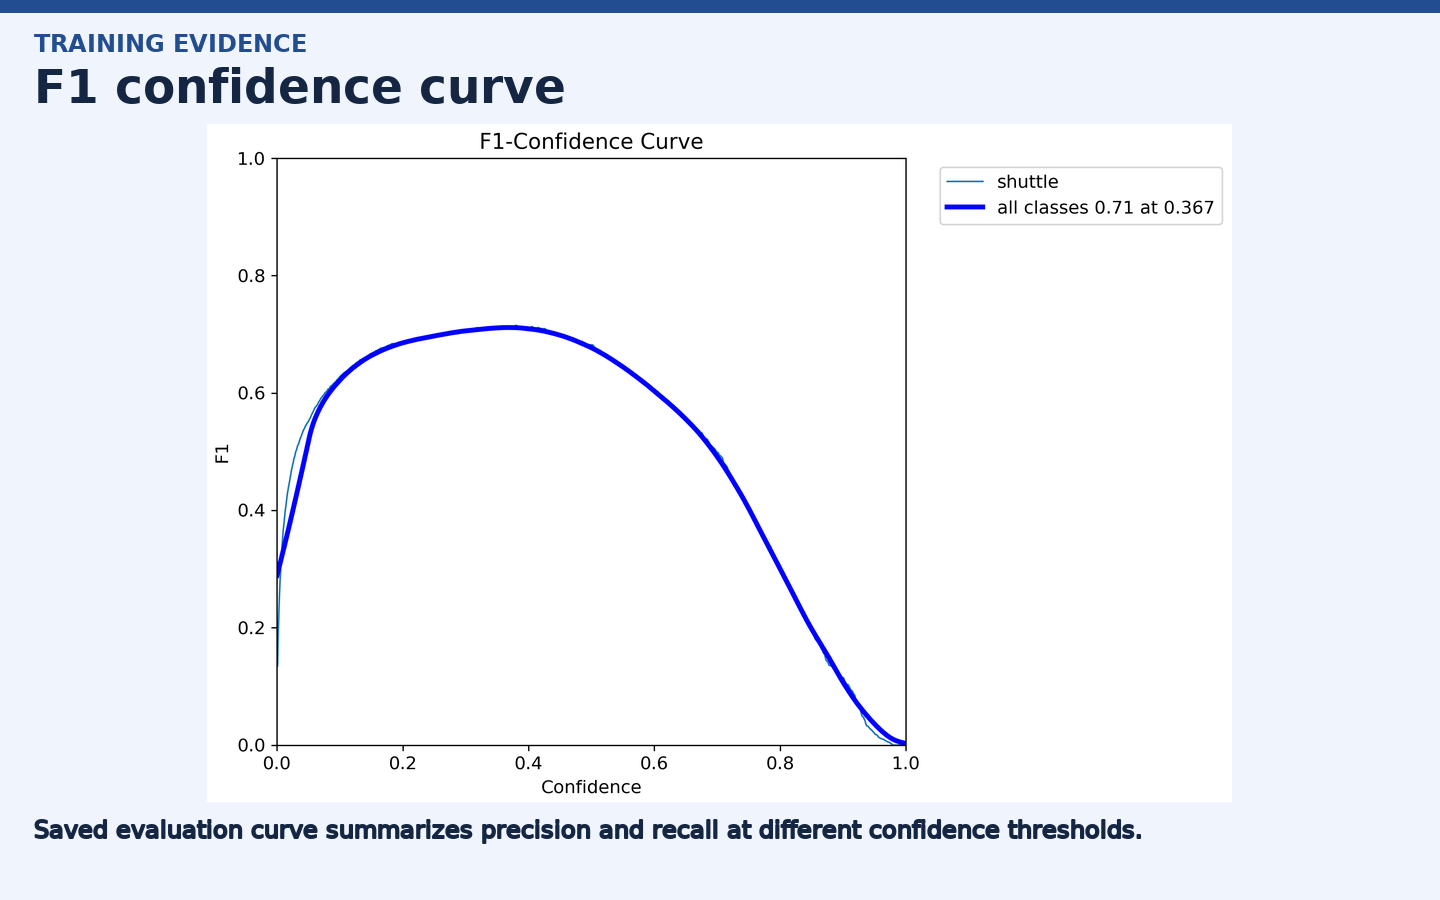 TRAINING EVIDENCE
F1 confidence curve
F1-Confidence Curve
1.0
0.8
0.6
0.4
0.2
0.0
F1
0.0 0.2 0.4 0.6 0.8 1.0
Confidence
shuttle
all classes 0.71 at 0.367
Saved evaluation curve summarizes precision and recall at different confidence thresholds.